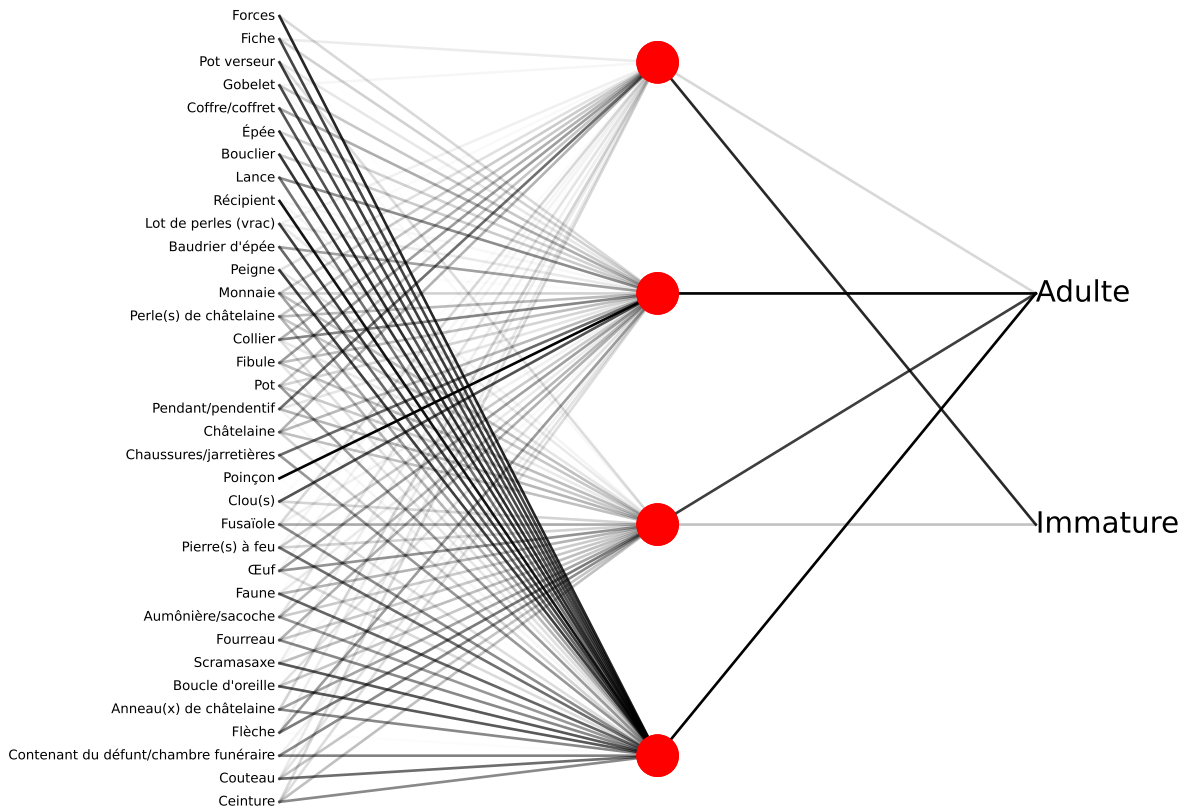 Forces
Fiche
Pot verseur
Gobelet
Coffre/coffret
Épée
Bouclier
Lance
Récipient
Lot de perles (vrac)
Baudrier d'épée
Peigne
Monnaie
Perle(s) de châtelaine
Collier
Fibule
Pot
Pendant/pendentif
Châtelaine
Chaussures/jarretières
Poinçon
Clou(s)
Fusaïole
Pierre(s) à feu
Œuf
Faune
Aumônière/sacoche
Fourreau
Scramasaxe
Boucle d'oreille
Anneau(x) de châtelaine
Flèche
Contenant du défunt/chambre funéraire
Couteau
Ceinture
Adulte
Immature